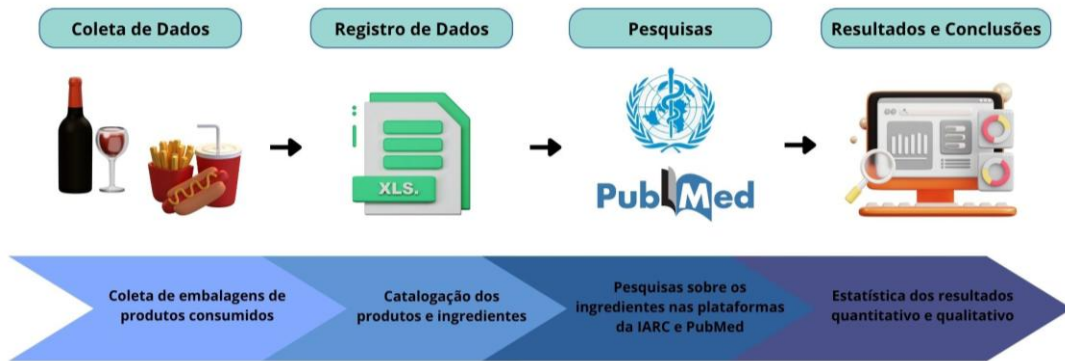 Coleta de Dados
Registro de Dados
Pesquisas
Resultados e Conclusões
XLS.
PubMed
Coleta de embalagens de
produtos consumidos
Catalogação dos
produtos e ingredientes
Pesquisas sobre os
ingredientes nas plataformas
da IARC e PubMed
Estatística dos resultados
quantitativo e qualitativo